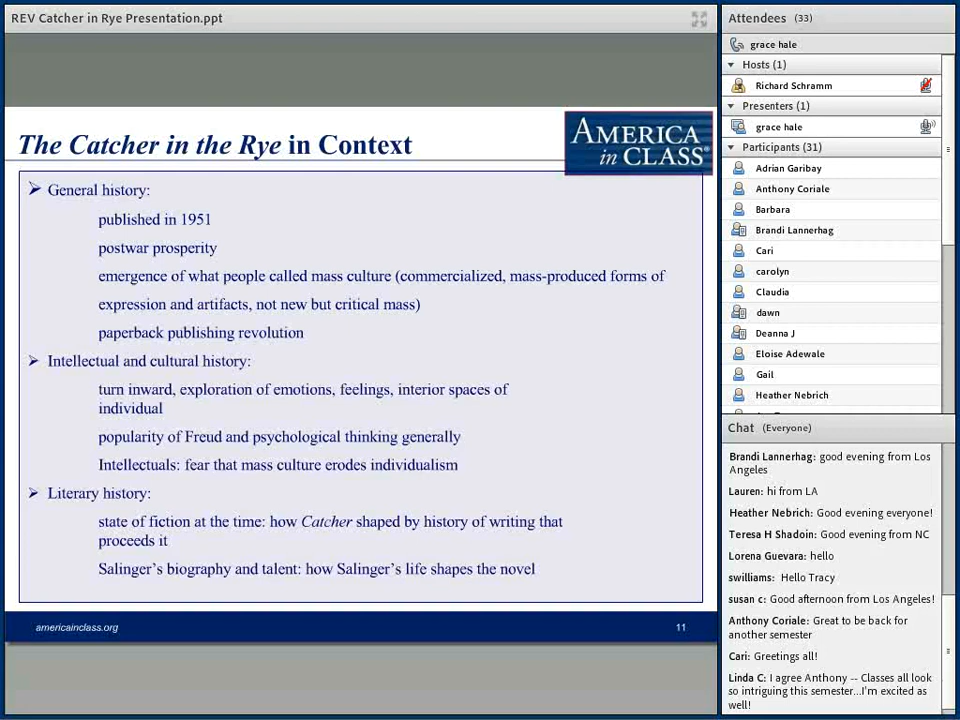 REV Catcher in Rye Presentation.ppt
The Catcher in the Rye in Context
AMERICA
in CLASS
General history:
published in 1951
postwar prosperity
emergence of what people called mass culture (commercialized, mass-produced forms of
expression and artifacts, not new but critical mass)
paperback publishing revolution
Intellectual and cultural history:
turn inward, exploration of emotions, feelings, interior spaces of
individual
popularity of Freud and psychological thinking generally
Intellectuals: fear that mass culture erodes individualism
Literary history:
state of fiction at the time: how Catcher shaped by history of writing that
proceeds it
Salinger's biography and talent: how Salinger's life shapes the novel
americainclass.org
11
Attendees (33)
grace hale
Hosts (1)
Richard Schramm
Presenters (1)
grace hale
Participants (31)
Adrian Garibay
Anthony Coriale
Barbara
Brandi Lannerhag
Cari
carolyn
Claudia
dawn
Deanna J
Eloise Adewale
Gail
Heather Nebrich
Chat (Everyone)
Brandi Lannerhag: good evening from Los
Angeles
Lauren: hi from LA
Heather Nebrich: Good evening everyone!
Teresa H Shadoin: Good evening from NC
Lorena Guevara: hello
swilliams: Hello Tracy
susan c: Good afternoon from Los Angeles!
Anthony Coriale: Great to be back for
another semester
Cari: Greetings all!
Linda C: I agree Anthony -- Classes all look
so intriguing this semester...I'm excited as
well!